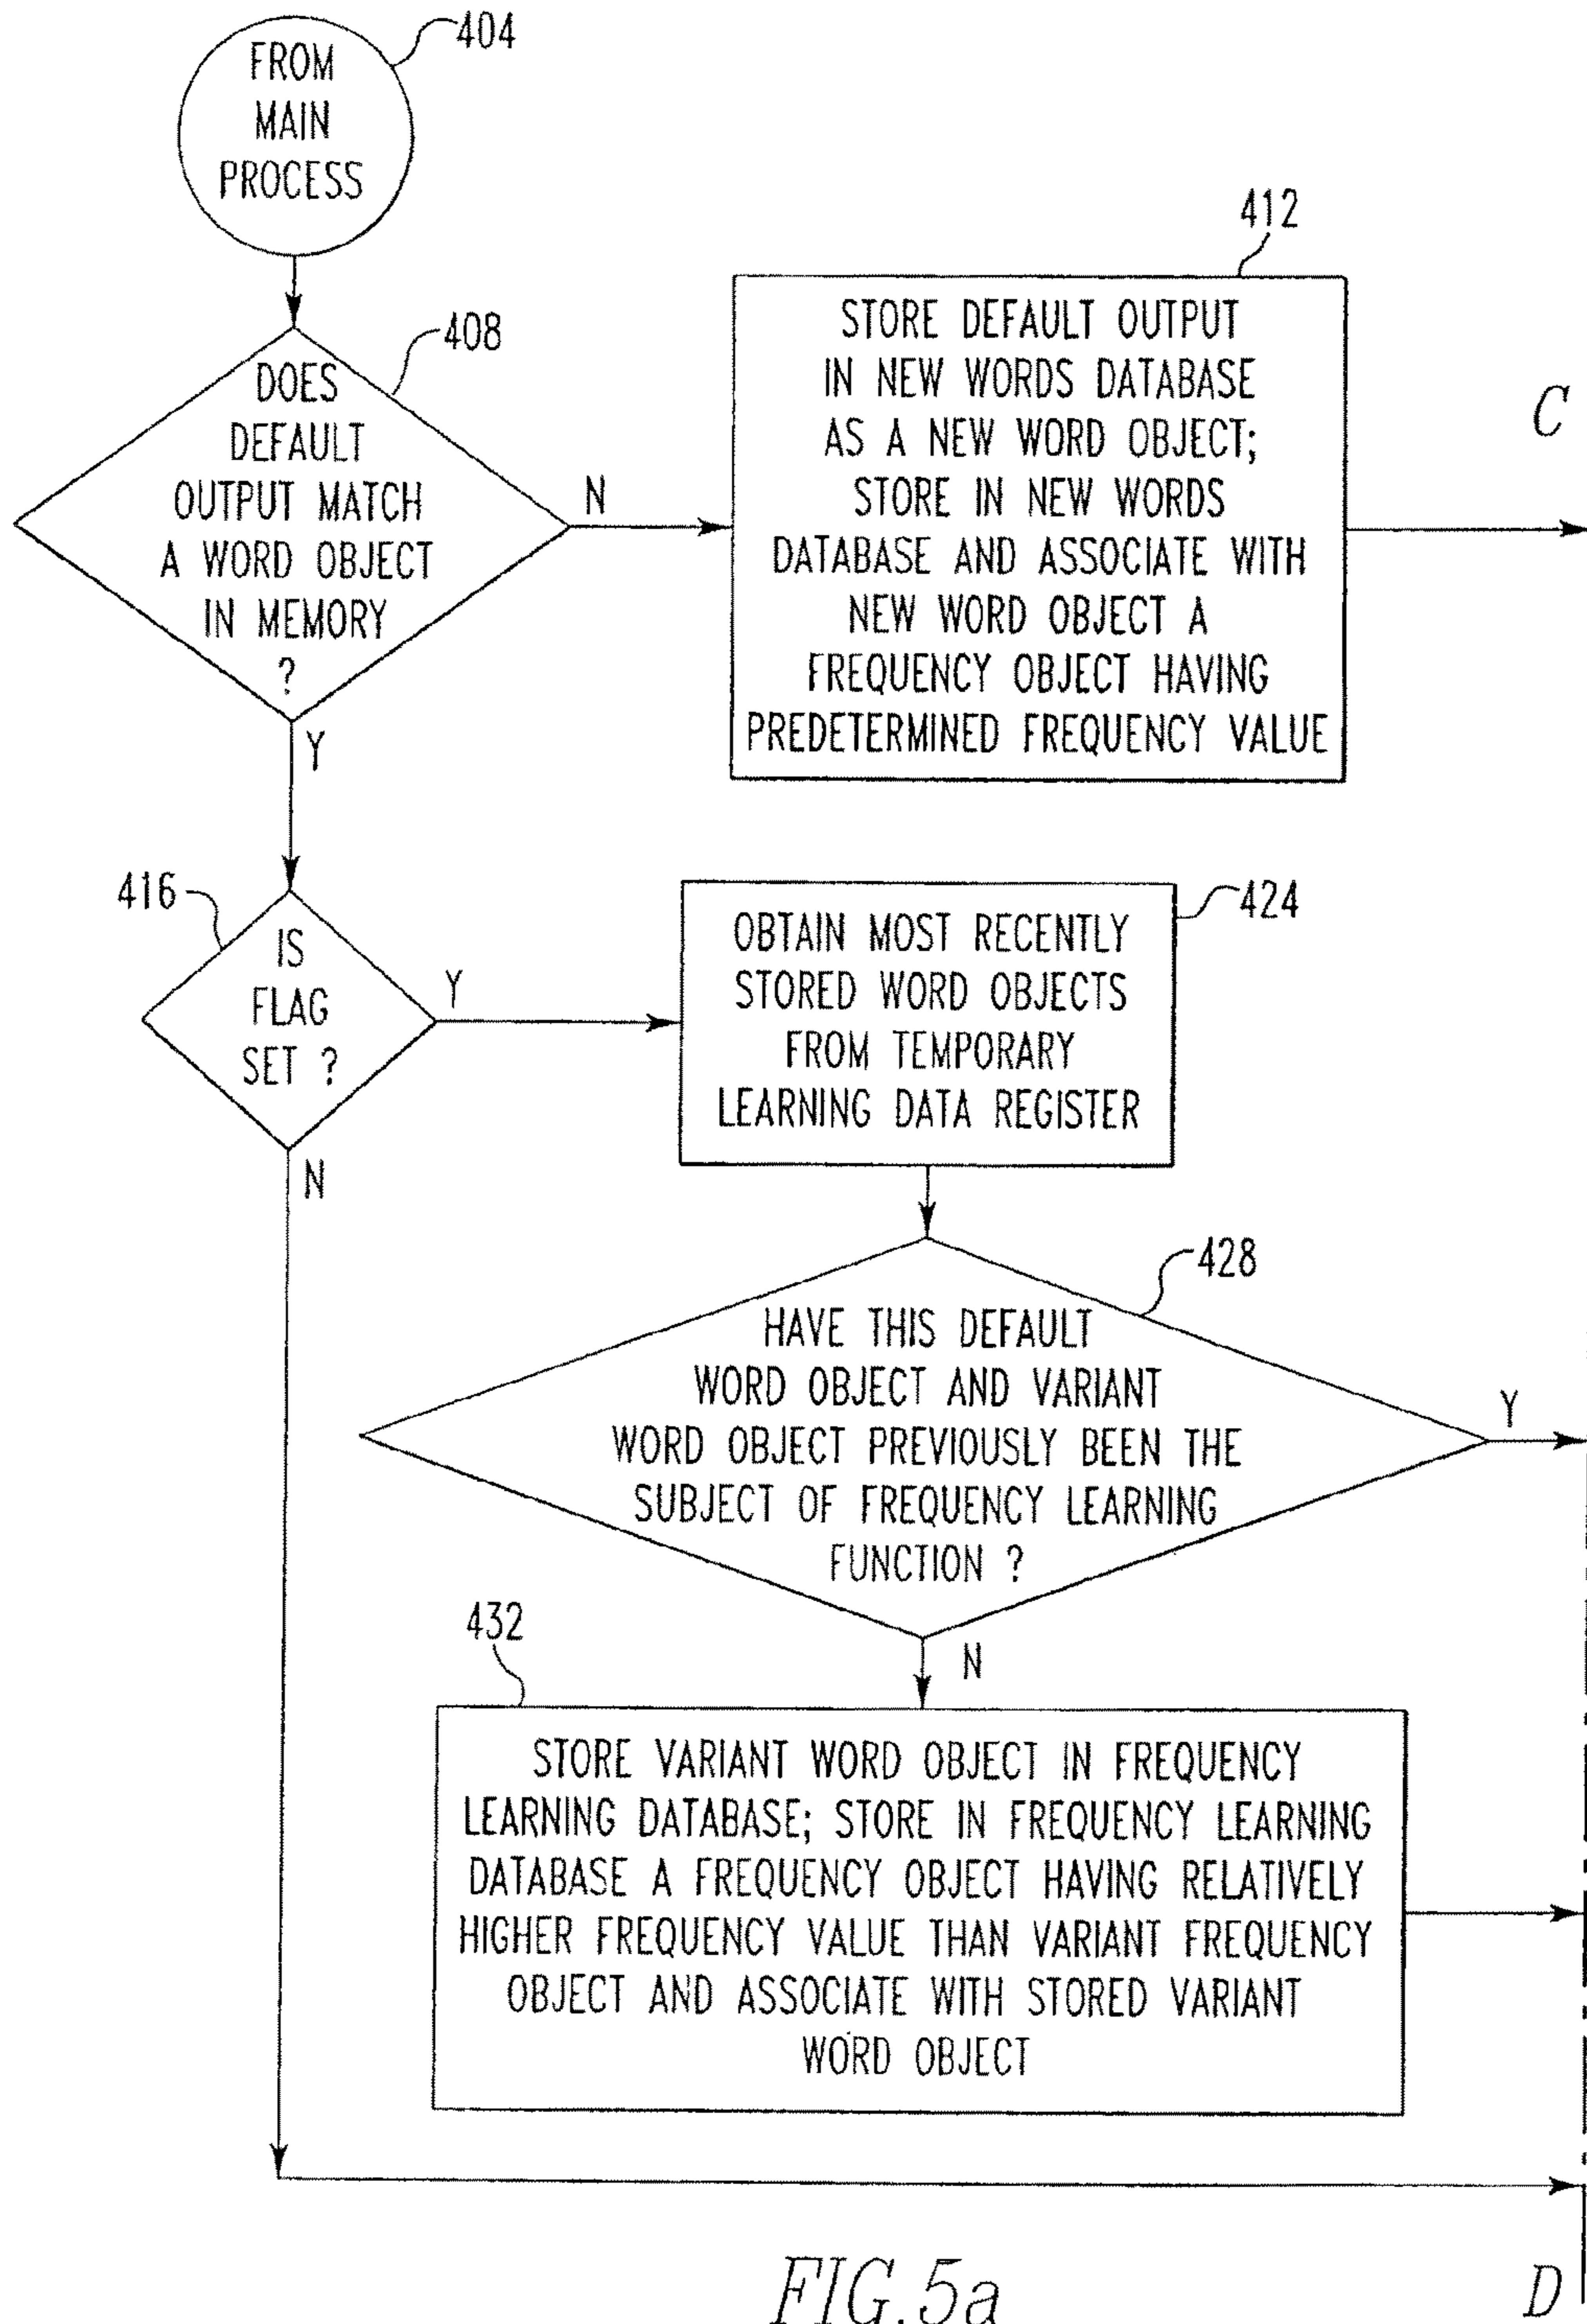 404
FROM
MAIN
PROCESS
408
DOES
DEFAULT
OUTPUT MATCH
A WORD OBJECT
IN MEMORY
?
N
Y
412
STORE DEFAULT OUTPUT
IN NEW WORDS DATABASE
AS A NEW WORD OBJECT;
STORE IN NEW WORDS
DATABASE AND ASSOCIATE WITH
NEW WORD OBJECT A
FREQUENCY OBJECT HAVING
PREDETERMINED FREQUENCY VALUE
C
416
IS
FLAG
SET ?
Y
N
424
OBTAIN MOST RECENTLY
STORED WORD OBJECTS
FROM TEMPORARY
LEARNING DATA REGISTER
428
HAVE THIS DEFAULT
WORD OBJECT AND VARIANT
WORD OBJECT PREVIOUSLY BEEN THE
SUBJECT OF FREQUENCY LEARNING
FUNCTION ?
Y
N
432
STORE VARIANT WORD OBJECT IN FREQUENCY
LEARNING DATABASE; STORE IN FREQUENCY LEARNING
DATABASE A FREQUENCY OBJECT HAVING RELATIVELY
HIGHER FREQUENCY VALUE THAN VARIANT FREQUENCY
OBJECT AND ASSOCIATE WITH STORED VARIANT
WORD OBJECT
FIG.5a
D